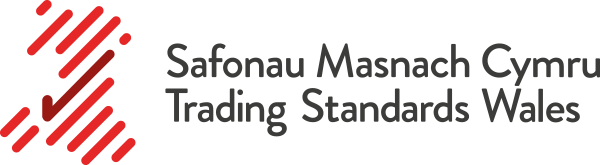 Safonau Masnach Cymru
Trading Standards Wales